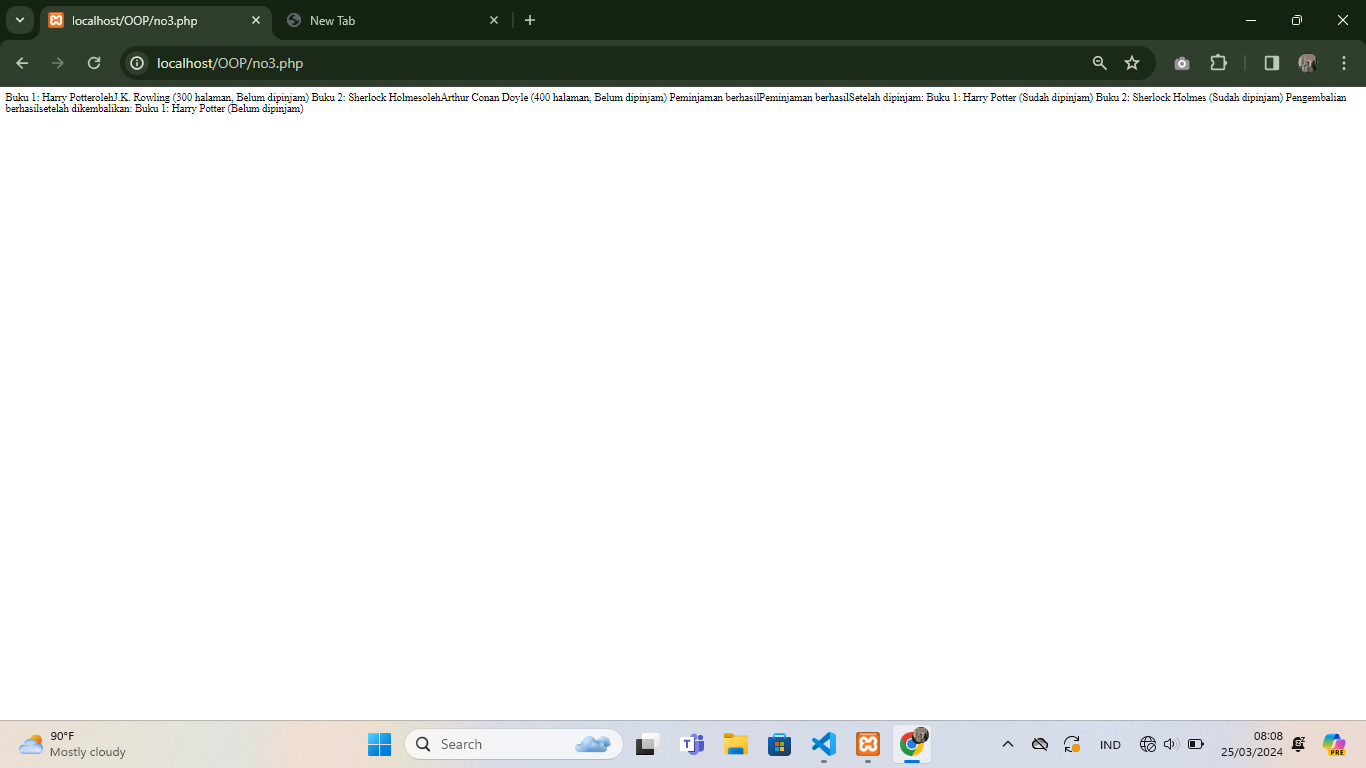 localhost/OOP/no3.php
New Tab
localhost/OOP/no3.php
Buku 1: Harry PotterolehJ.K. Rowling (300 halaman, Belum dipinjam) Buku 2: Sherlock HolmesolehArthur Conan Doyle (400 halaman, Belum dipinjam) Peminjaman berhasilPeminjaman berhasilSetelah dipinjam: Buku 1: Harry Potter (Sudah dipinjam) Buku 2: Sherlock Holmes (Sudah dipinjam) Pengembalian
berhasilsetelah dikembalikan: Buku 1: Harry Potter (Belum dipinjam)
90°F
Mostly cloudy
Search
IND
08:08
25/03/2024
PRE